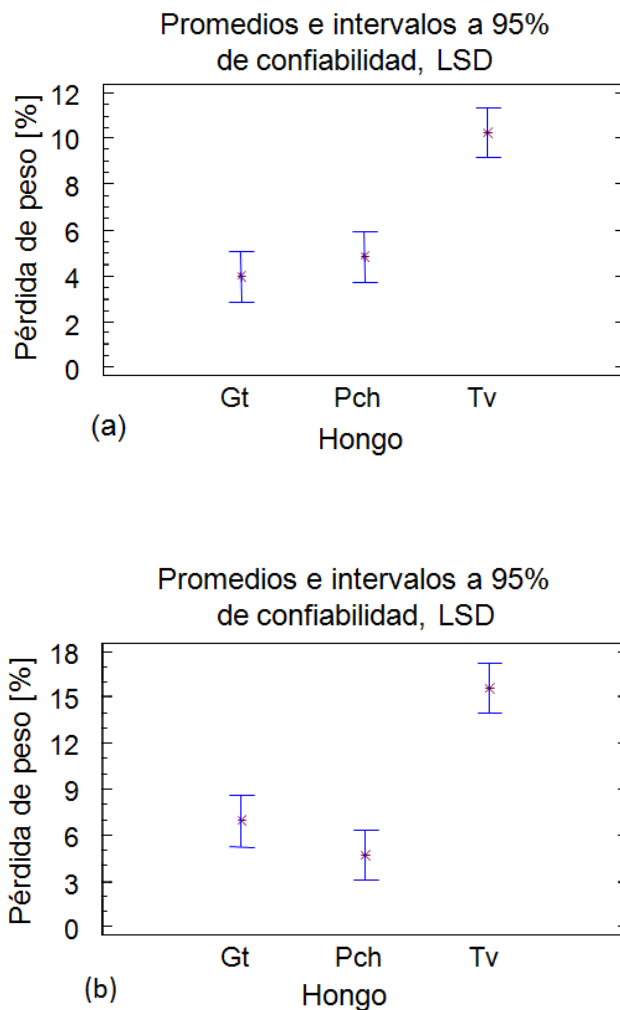 Promedios e intervalos a 95%
de confiabilidad, LSD
Pérdida de peso [%]
12
10
8
6
4
2
0
Gt Pch Tv
(a)
Hongo
Promedios e intervalos a 95%
de confiabilidad, LSD
Pérdida de peso [%]
18
15
12
9
6
3
0
Gt Pch Tv
(b)
Hongo